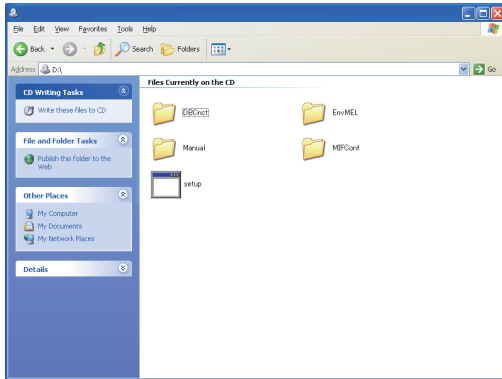 File Edit View Favorites Tools Help
Back Search Folders
Address D:\ Go
CD Writing Tasks
Write these files to CD
File and Folder Tasks
Publish this folder to the
Web
Other Places
My Computer
My Documents
My Network Places
Details
Files Currently on the CD
DBCnct EnvMEL
Manual MIFConf
setup